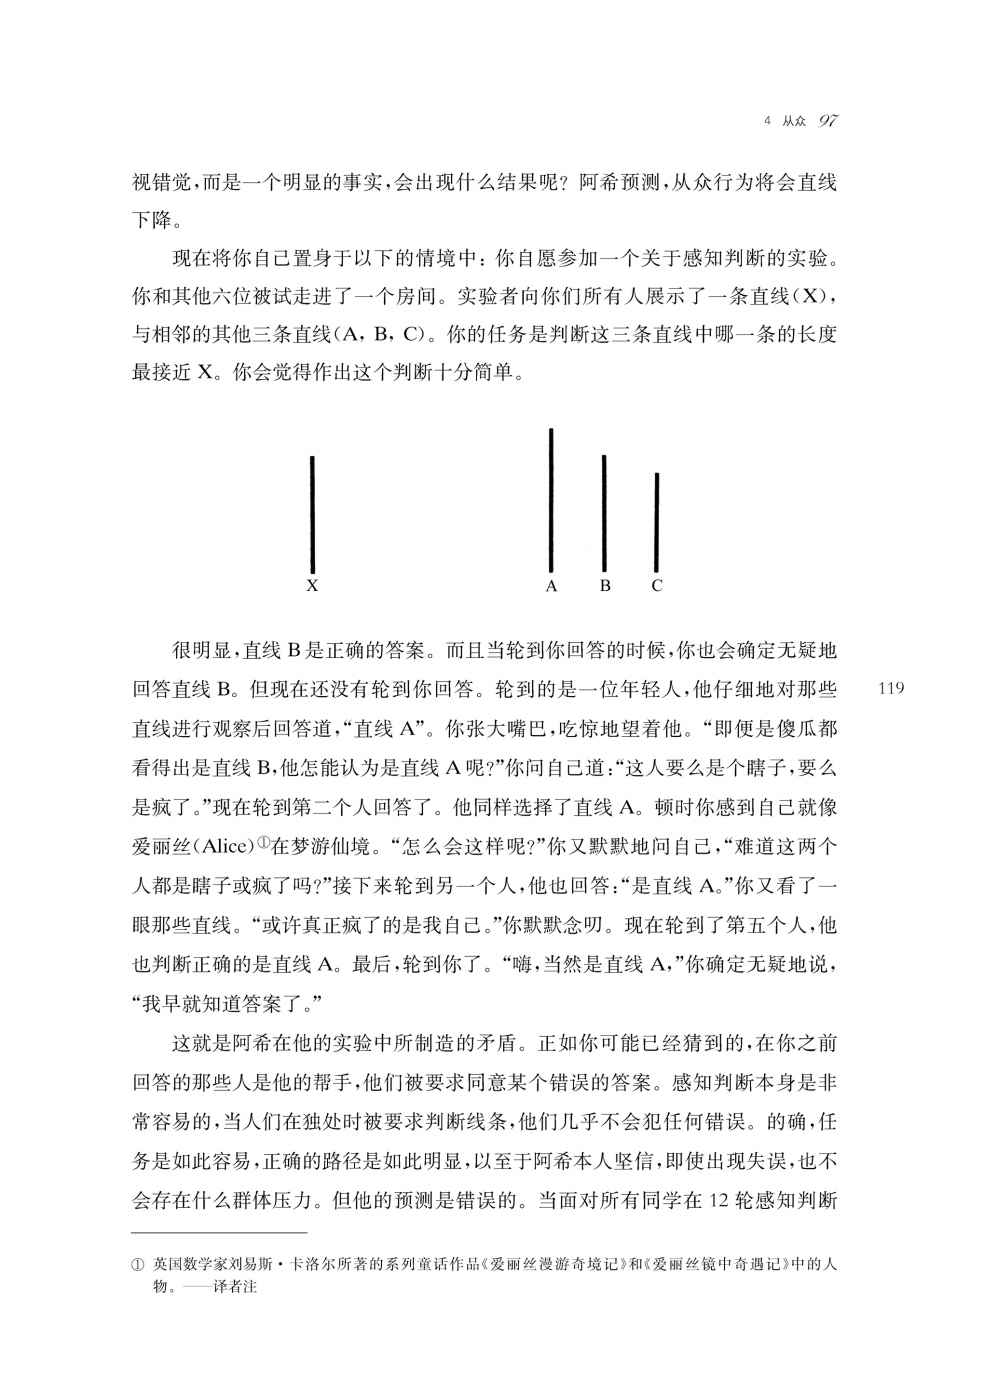 4 从众 97
视错觉,而是一个明显的事实,会出现什么结果呢？阿希预测,从众行为将会直线
下降。
现在将你自己置身于以下的情境中：你自愿参加一个关于感知判断的实验。
你和其他六位被试走进了一个房间。实验者向你们所有人展示了一条直线(X),
与相邻的其他三条直线(A, B, C)。你的任务是判断这三条直线中哪一条的长度
最接近 X。你会觉得作出这个判断十分简单。
X A B C
很明显,直线 B 是正确的答案。而且当轮到你回答的时候,你也会确定无疑地
回答直线 B。但现在还没有轮到你回答。轮到的是一位年轻人,他仔细地对那些
119
直线进行观察后回答道,“直线 A”。你张大嘴巴,吃惊地望着他。“即便是傻瓜都
看得出是直线 B,他怎能认为是直线 A 呢?”你问自己道:“这人要么是个瞎子,要么
是疯了。”现在轮到第二个人回答了。他同样选择了直线 A。顿时你感到自己就像
爱丽丝(Alice)①在梦游仙境。“怎么会这样呢?”你又默默地问自己,“难道这两个
人都是瞎子或疯了吗?”接下来轮到另一个人,他也回答:“是直线 A。”你又看了一
眼那些直线。“或许真正疯了的是我自己。”你默默念叨。现在轮到了第五个人,他
也判断正确的是直线 A。最后,轮到你了。“嗨,当然是直线 A,”你确定无疑地说,
“我早就知道答案了。”
这就是阿希在他的实验中所制造的矛盾。正如你可能已经猜到的,在你之前
回答的那些人是他的帮手,他们被要求同意某个错误的答案。感知判断本身是非
常容易的,当人们在独处时被要求判断线条,他们几乎不会犯任何错误。的确,任
务是如此容易,正确的路径是如此明显,以至于阿希本人坚信,即使出现失误,也不
会存在什么群体压力。但他的预测是错误的。当面对所有同学在 12 轮感知判断
① 英国数学家刘易斯·卡洛尔所著的系列童话作品《爱丽丝漫游奇境记》和《爱丽丝镜中奇遇记》中的人
物。——译者注